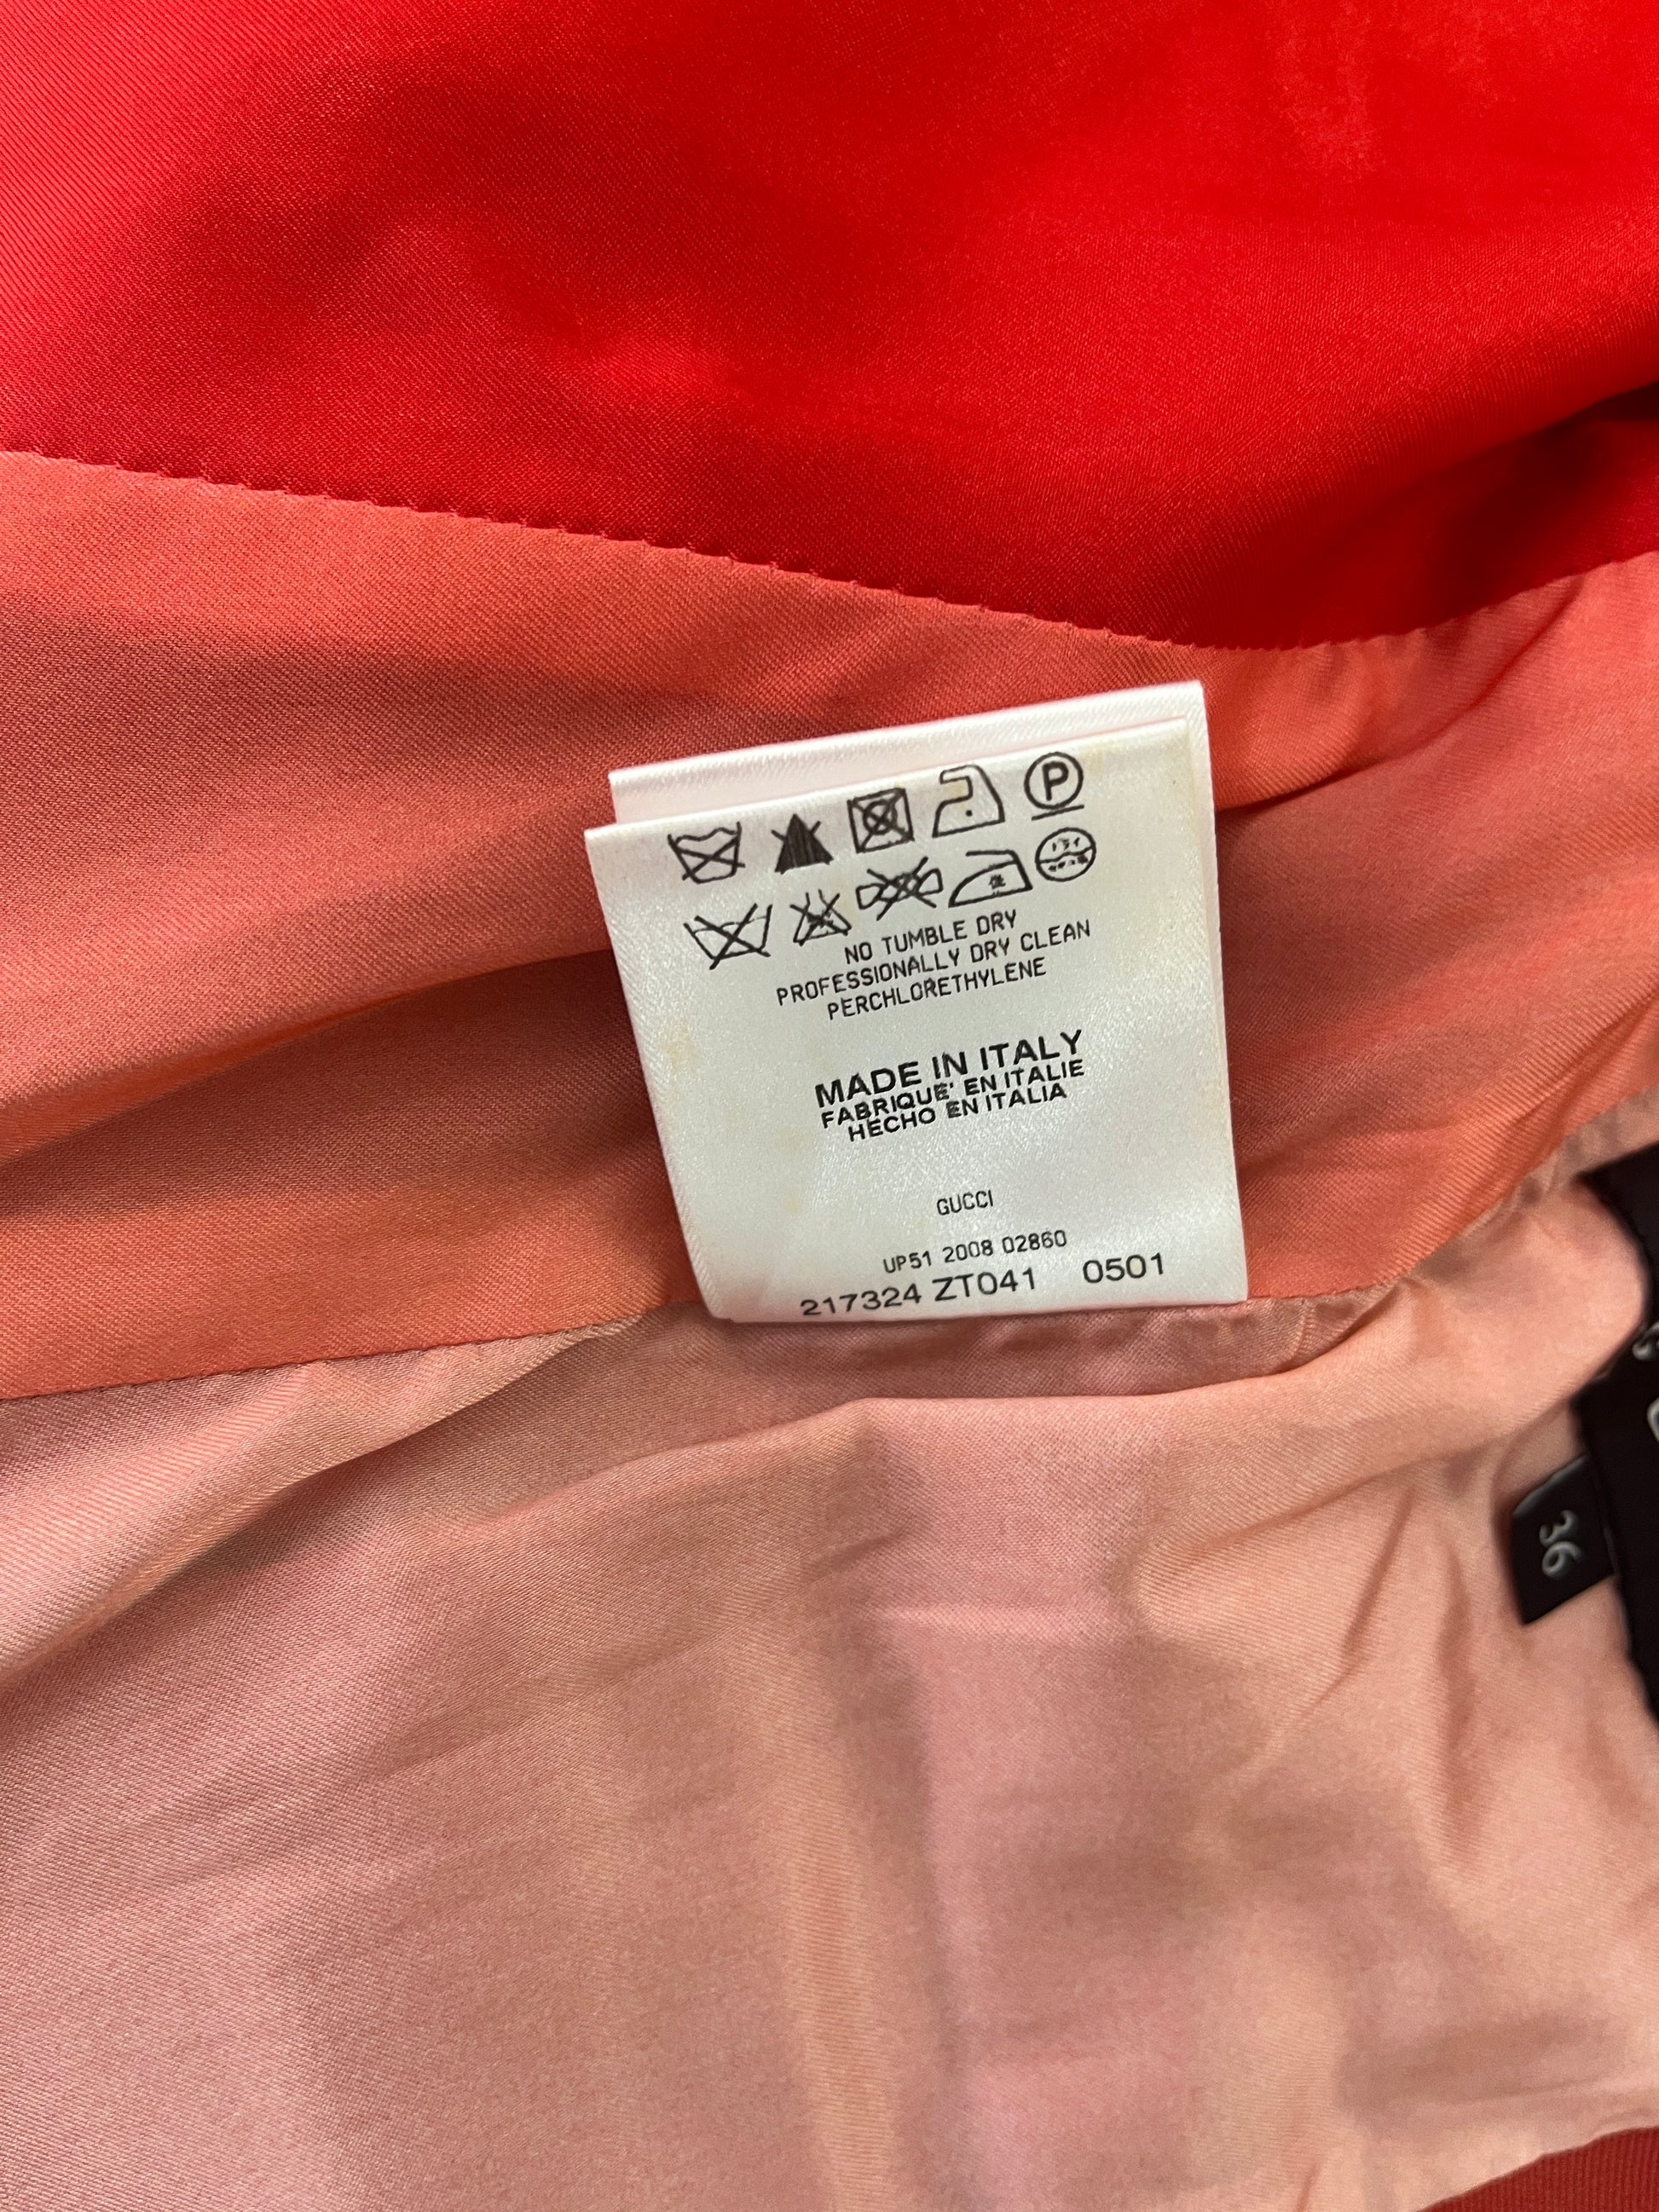 P
NO TUMBLE DRY
PROFESSIONALLY DRY CLEAN
PERCHLORETHYLENE
MADE IN ITALY
FABRIQUE' EN ITALIE
HECHO EN ITALIA
GUCCI
UP51 2008 02860
217324 ZT041 0501
36